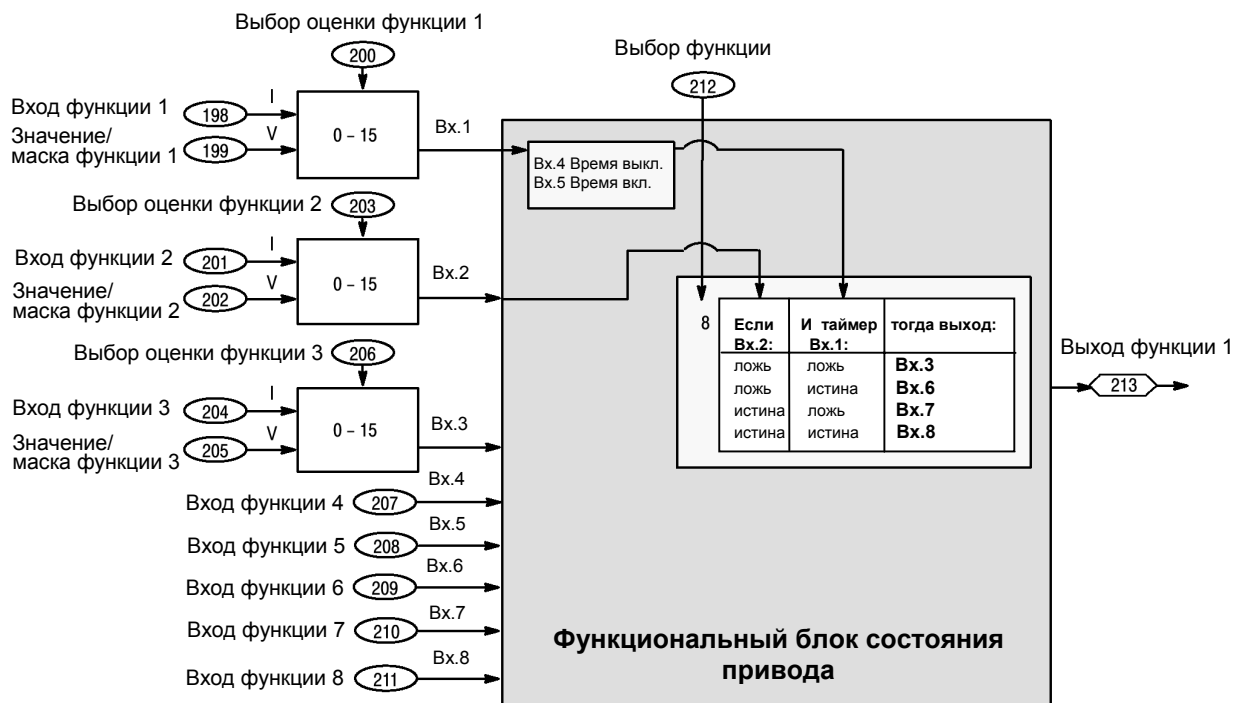 Выбор оценки функции 1
200
Выбор функции
212
Вход функции 1
198
I
Значение/
маска функции 1
199
V
0 – 15
Вх.1
Вх.4 Время выкл.
Вх.5 Время вкл.
Выбор оценки функции 2
203
Вход функции 2
201
I
Значение/
маска функции 2
202
V
0 – 15
Вх.2
8
Если Вх.2:
И таймер Вх.1:
тогда выход:
ложь ложь Вх.3
ложь истина Вх.6
истина ложь Вх.7
истина истина Вх.8
Выход функции 1
213
Выбор оценки функции 3
206
Вход функции 3
204
I
Значение/
маска функции 3
205
V
0 – 15
Вх.3
Вход функции 4
207
Вх.4
Вход функции 5
208
Вх.5
Вход функции 6
209
Вх.6
Вход функции 7
210
Вх.7
Вход функции 8
211
Вх.8
Функциональный блок состояния
привода